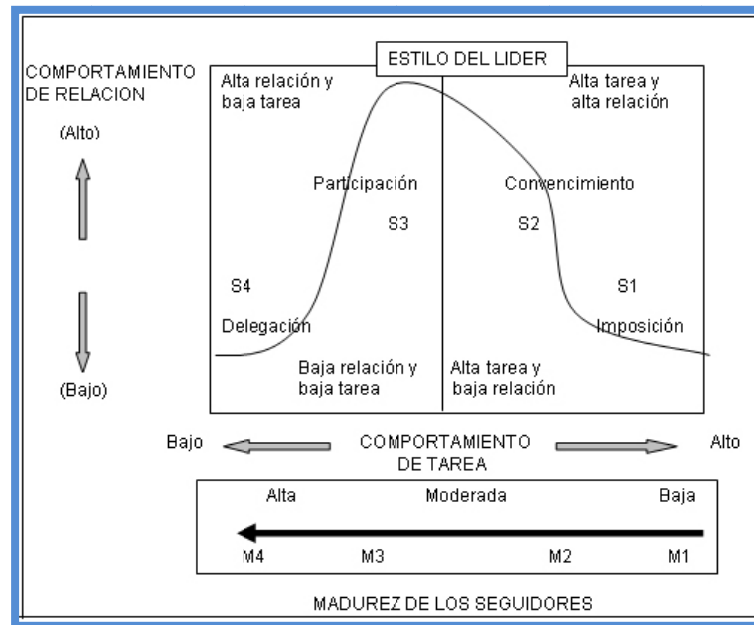 ESTILO DEL LIDER
COMPORTAMIENTO
DE RELACION
(Alto)
(Bajo)
Alta relación y
baja tarea
Alta tarea y
alta relación
Participación
Convencimiento
S3
S2
S4
S1
Delegación
Imposición
Baja relación y
baja tarea
Alta tarea y
baja relación
Bajo
COMPORTAMIENTO
DE TAREA
Alto
Alta
Moderada
Baja
M4
M3
M2
M1
MADUREZ DE LOS SEGUIDORES